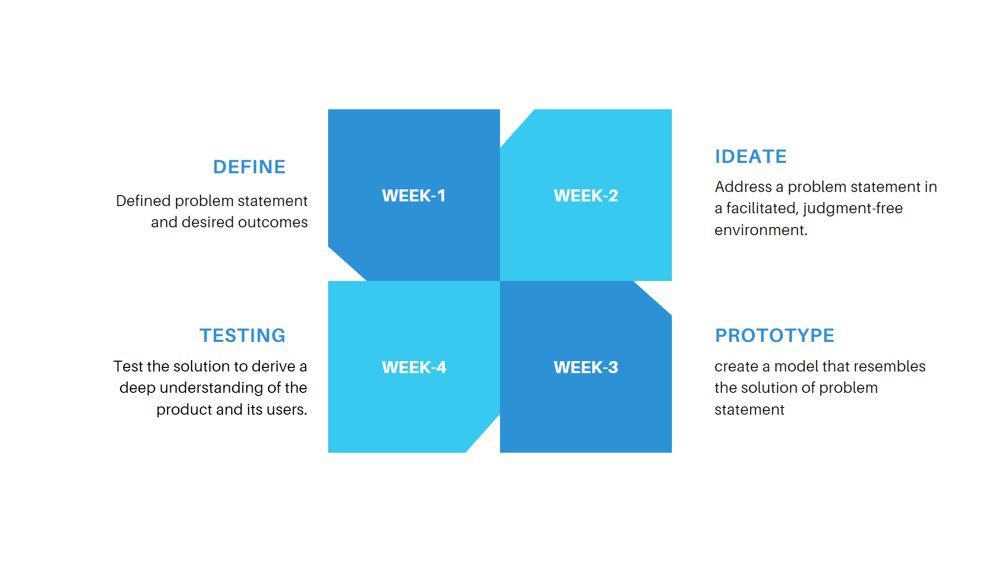 DEFINE
Defined problem statement
and desired outcomes
WEEK-1
WEEK-2
IDEATE
Address a problem statement in
a facilitated, judgment-free
environment.
TESTING
Test the solution to derive a
deep understanding of the
product and its users.
WEEK-4
WEEK-3
PROTOTYPE
create a model that resembles
the solution of problem
statement